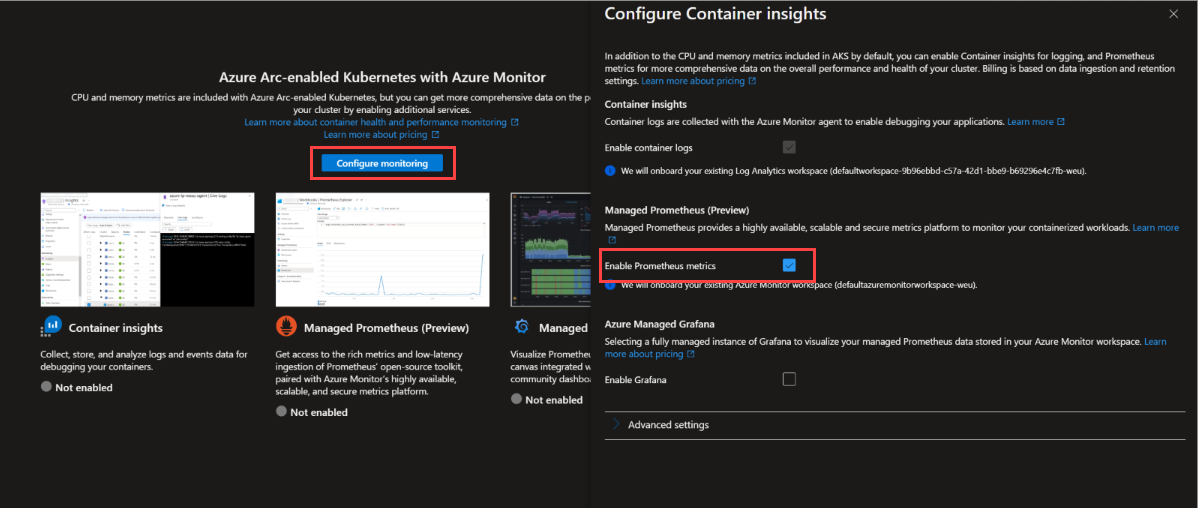 Azure Arc-enabled Kubernetes with Azure Monitor
CPU and memory metrics are included with Azure Arc-enabled Kubernetes, but you can get more comprehensive data on the
your cluster by enabling additional services.
Learn more about container health and performance monitoring
Learn more about pricing
Configure monitoring
Container insights
Collect, store, and analyze logs and events data for
debugging your containers.
Not enabled
Managed Prometheus (Preview)
Get access to the rich metrics and low-latency
ingestion of Prometheus' open-source toolkit,
paired with Azure Monitor's highly available,
scalable, and secure metrics platform.
Not enabled
Managed
Visualize
canvas integrated
community
Not enabled
Configure Container insights
In addition to the CPU and memory metrics included in AKS by default, you can enable Container insights for logging, and Prometheus
metrics for more comprehensive data on the overall performance and health of your cluster. Billing is based on data ingestion and retention
settings. Learn more about pricing
Container insights
Container logs are collected with the Azure Monitor agent to enable debugging your applications. Learn more
Enable container logs
We will onboard your existing Log Analytics workspace (defaultworkspace-9b96ebbd-c57a-42d1-bbe9-b69296e4c7fb-weu).
Managed Prometheus (Preview)
Managed Prometheus provides a highly available, scalable and secure metrics platform to monitor your containerized workloads. Learn more
Enable Prometheus metrics
We will onboard your existing Azure Monitor workspace (defaultazuremonitorworkspace-weu).
Azure Managed Grafana
Selecting a fully managed instance of Grafana to visualize your managed Prometheus data stored in your Azure Monitor workspace. Learn
more about pricing
Enable Grafana
Advanced settings